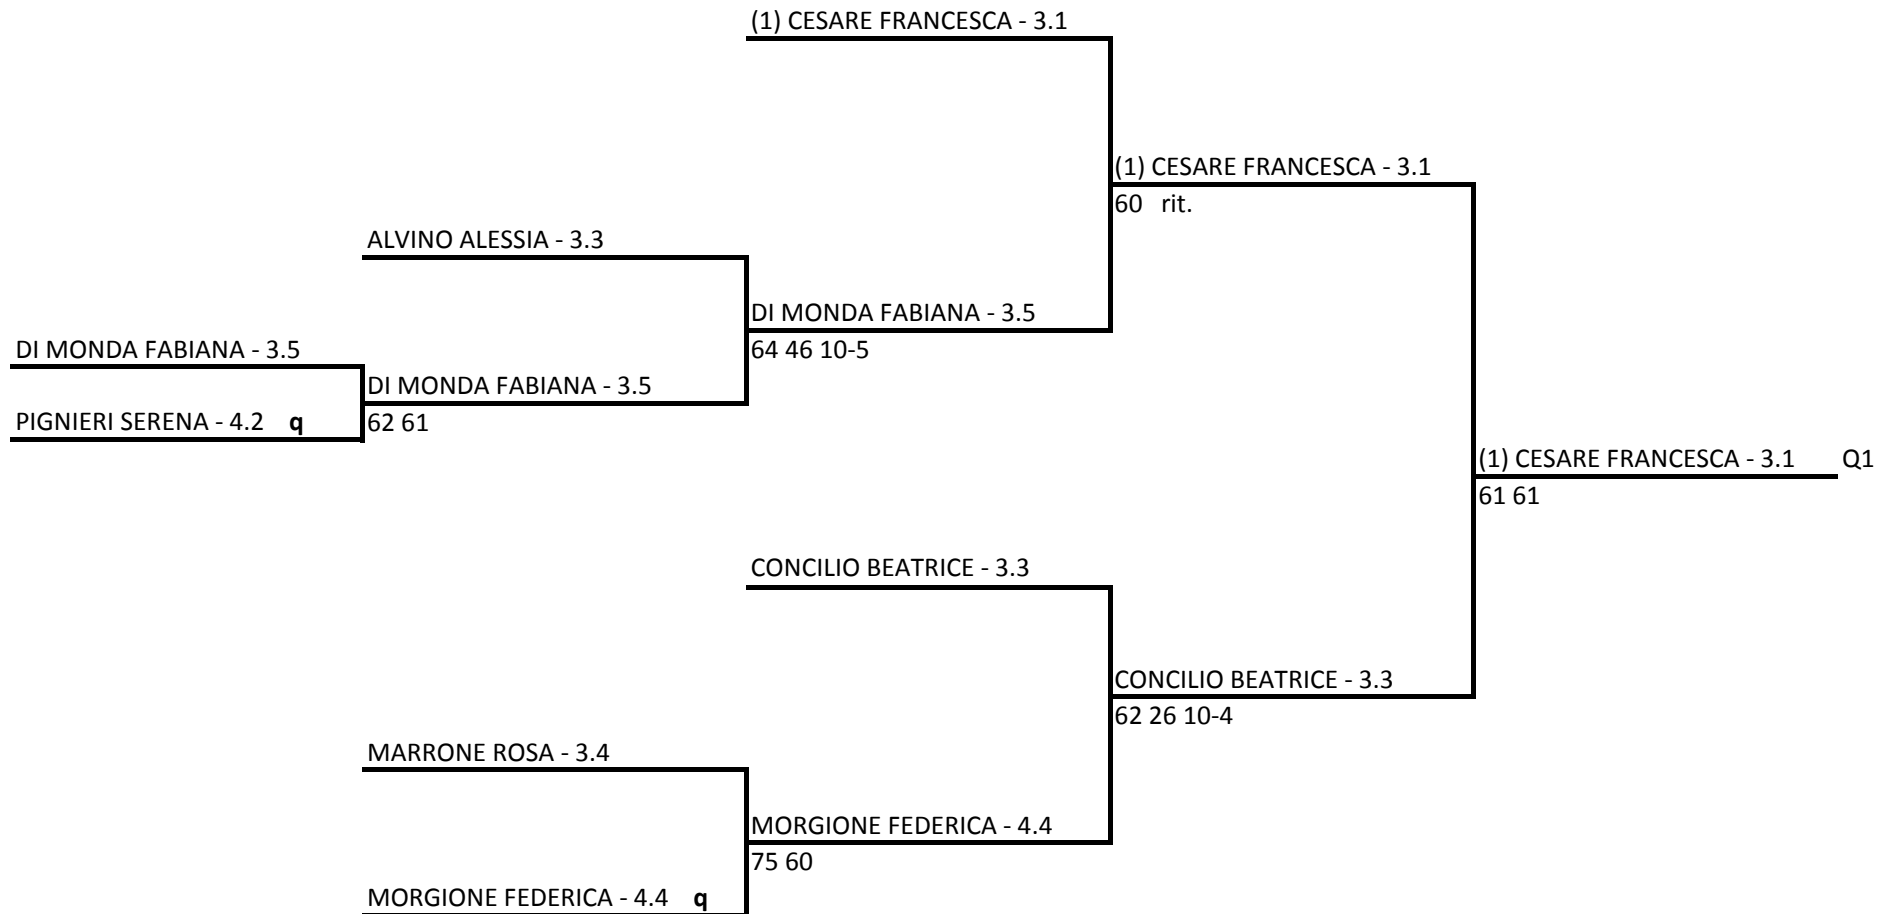 (1) CESARE FRANCESCA - 3.1
(1) CESARE FRANCESCA - 3.1
60 rit.
ALVINO ALESSIA - 3.3
DI MONDA FABIANA - 3.5
64 46 10-5
DI MONDA FABIANA - 3.5
DI MONDA FABIANA - 3.5
PIGNIERI SERENA - 4.2 q
62 61
(1) CESARE FRANCESCA - 3.1 Q1
61 61
CONCILIO BEATRICE - 3.3
CONCILIO BEATRICE - 3.3
62 26 10-4
MARRONE ROSA - 3.4
MORGIONE FEDERICA - 4.4
75 60
MORGIONE FEDERICA - 4.4 q